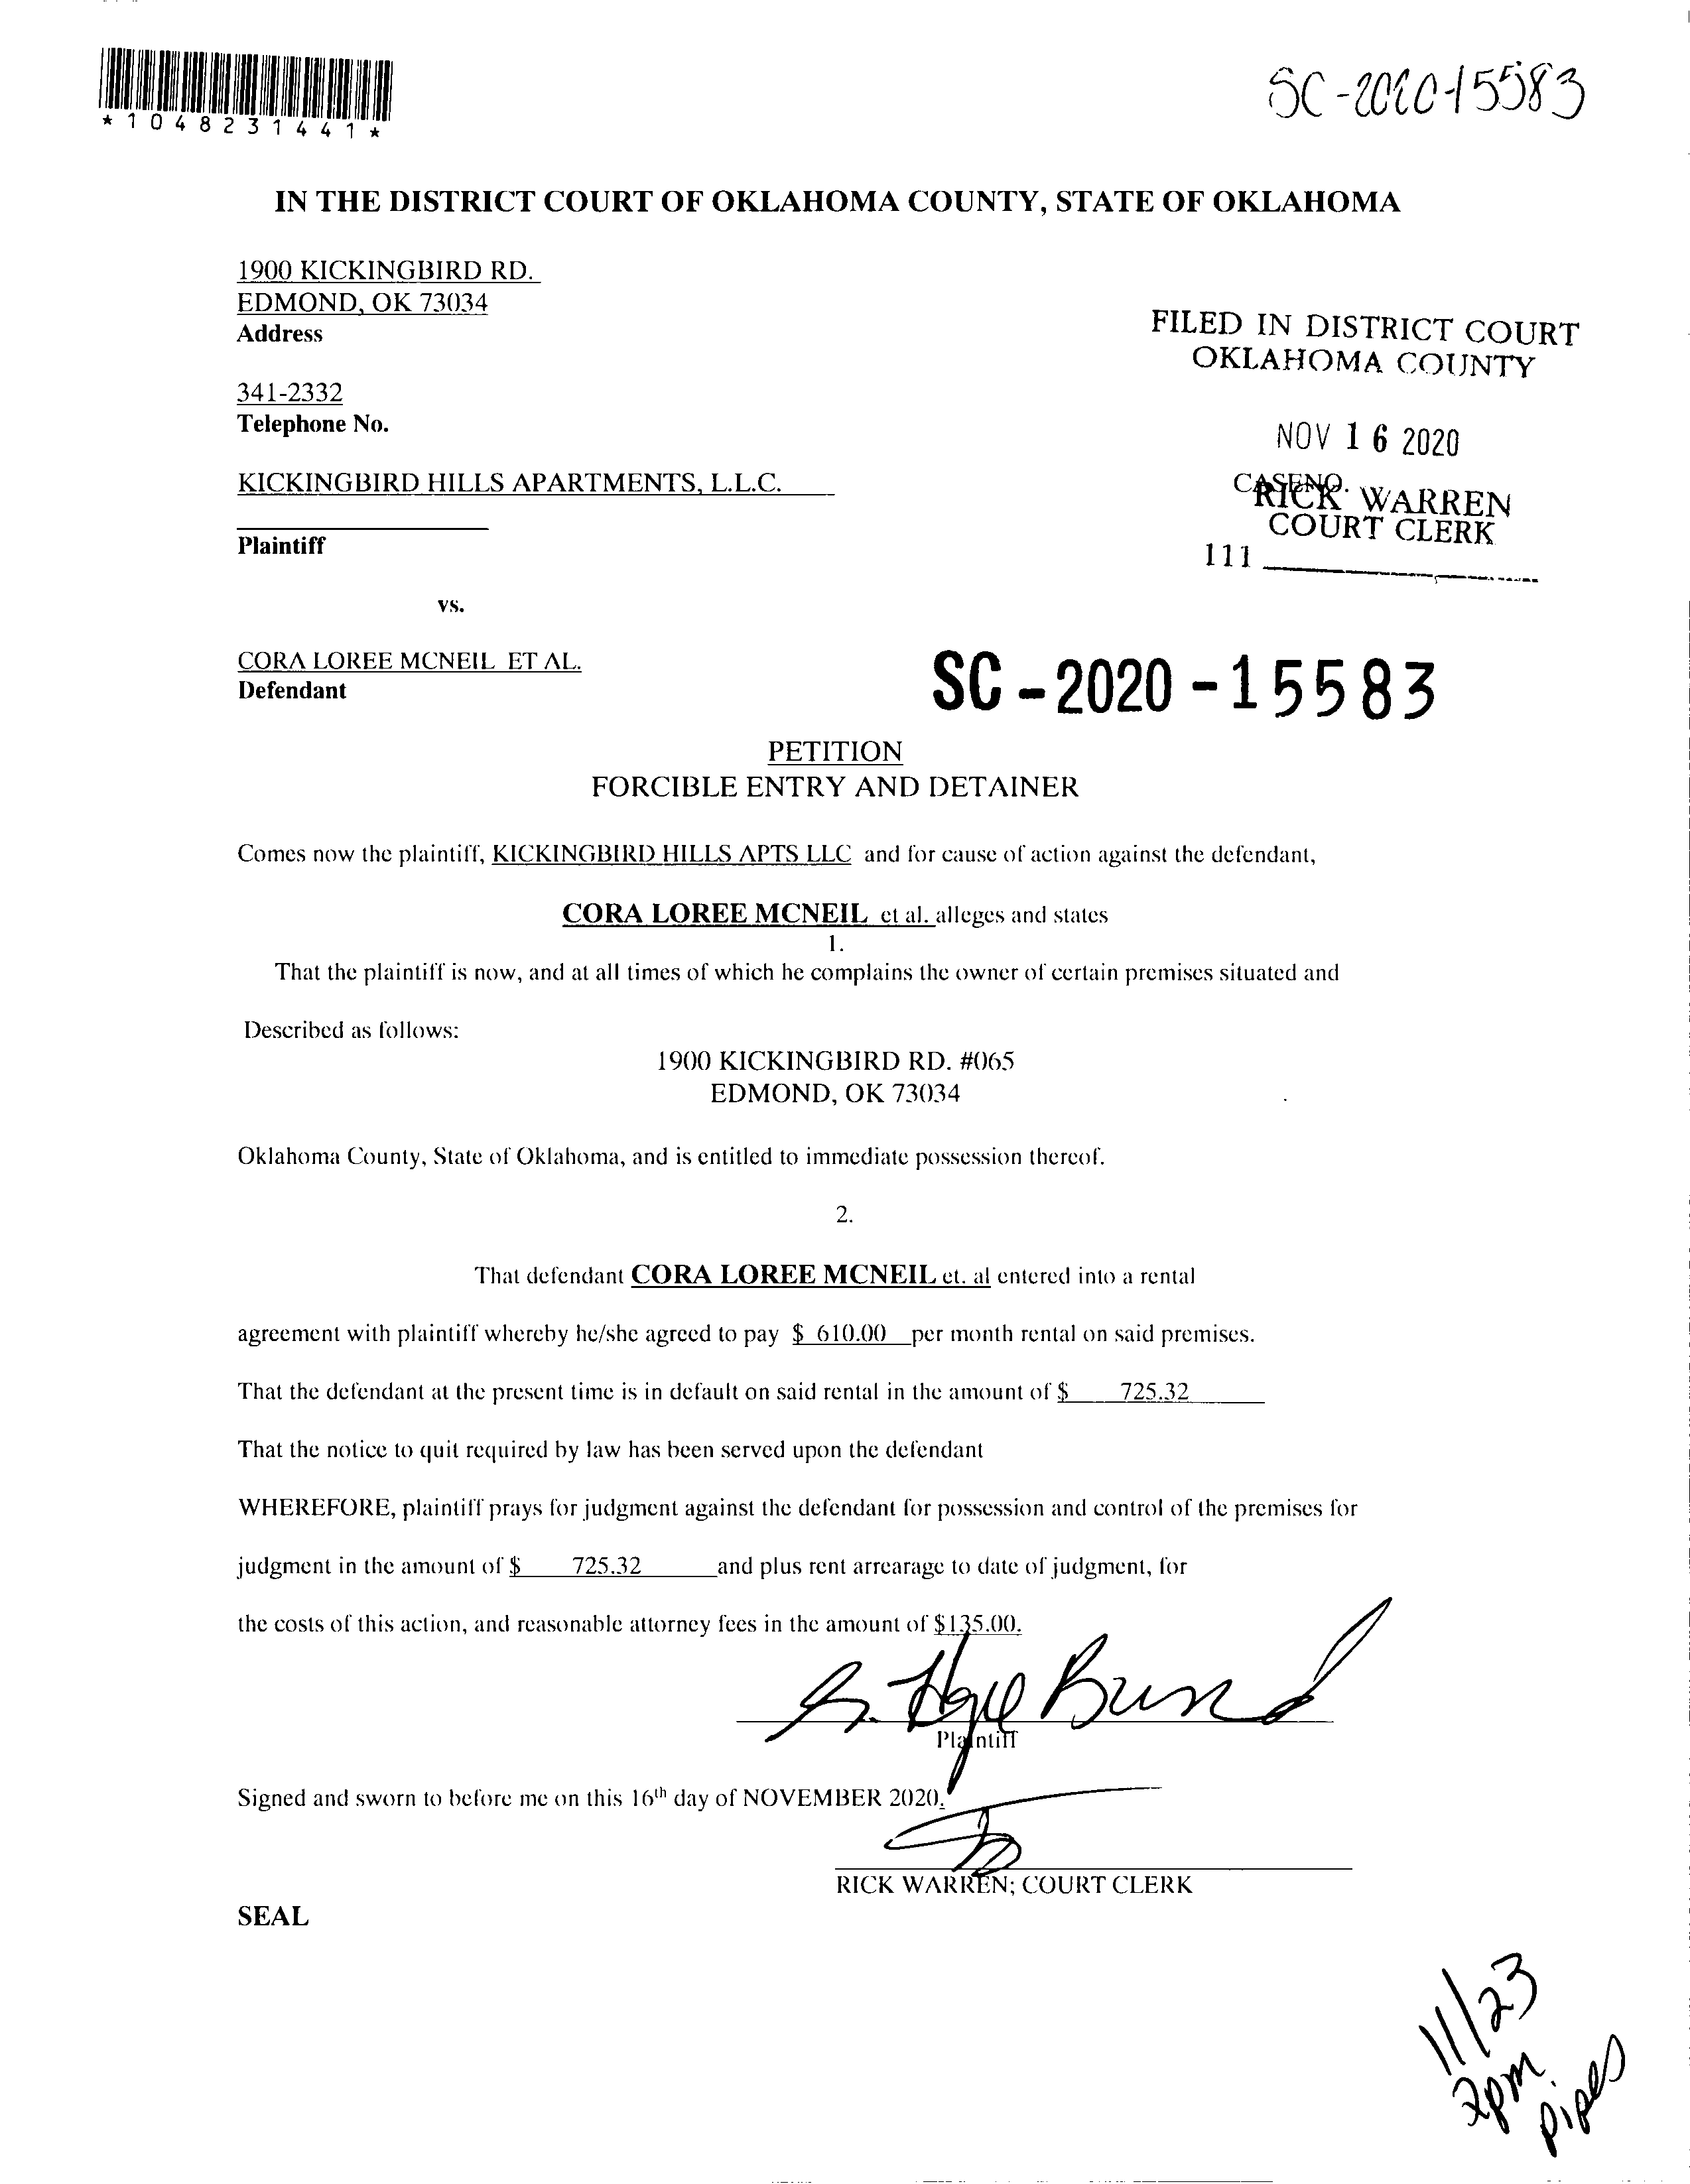 *1048231441*
SC-2020-15583
IN THE DISTRICT COURT OF OKLAHOMA COUNTY, STATE OF OKLAHOMA
1900 KICKINGBIRD RD.
EDMOND, OK 73034
Address
FILED IN DISTRICT COURT
OKLAHOMA COUNTY
341-2332
Telephone No.
NOV 16 2020
KICKINGBIRD HILLS APARTMENTS, L.L.C.
CASE NO.
RICK WARREN
COURT CLERK
Plaintiff
111
vs.
CORA LOREE MCNEIL ET AL.
Defendant
SC-2020-15583
PETITION
FORCIBLE ENTRY AND DETAINER
Comes now the plaintiff, KICKINGBIRD HILLS APTS LLC and for cause of action against the defendant,
CORA LOREE MCNEIL et al. alleges and states
1.
That the plaintiff is now, and at all times of which he complains the owner of certain premises situated and
Described as follows:
1900 KICKINGBIRD RD. #065
EDMOND, OK 73034
Oklahoma County, State of Oklahoma, and is entitled to immediate possession thereof.
2.
That defendant CORA LOREE MCNEIL et. al entered into a rental
agreement with plaintiff whereby he/she agreed to pay $ 610.00 per month rental on said premises.
That the defendant at the present time is in default on said rental in the amount of $ 725.32
That the notice to quit required by law has been served upon the defendant
WHEREFORE, plaintiff prays for judgment against the defendant for possession and control of the premises for
judgment in the amount of $ 725.32 and plus rent arrearage to date of judgment, for
the costs of this action, and reasonable attorney fees in the amount of $135.00.
Plaintiff
Signed and sworn to before me on this 16th day of NOVEMBER 2020.
RICK WARREN; COURT CLERK
SEAL
11/23
2pm
Pipes